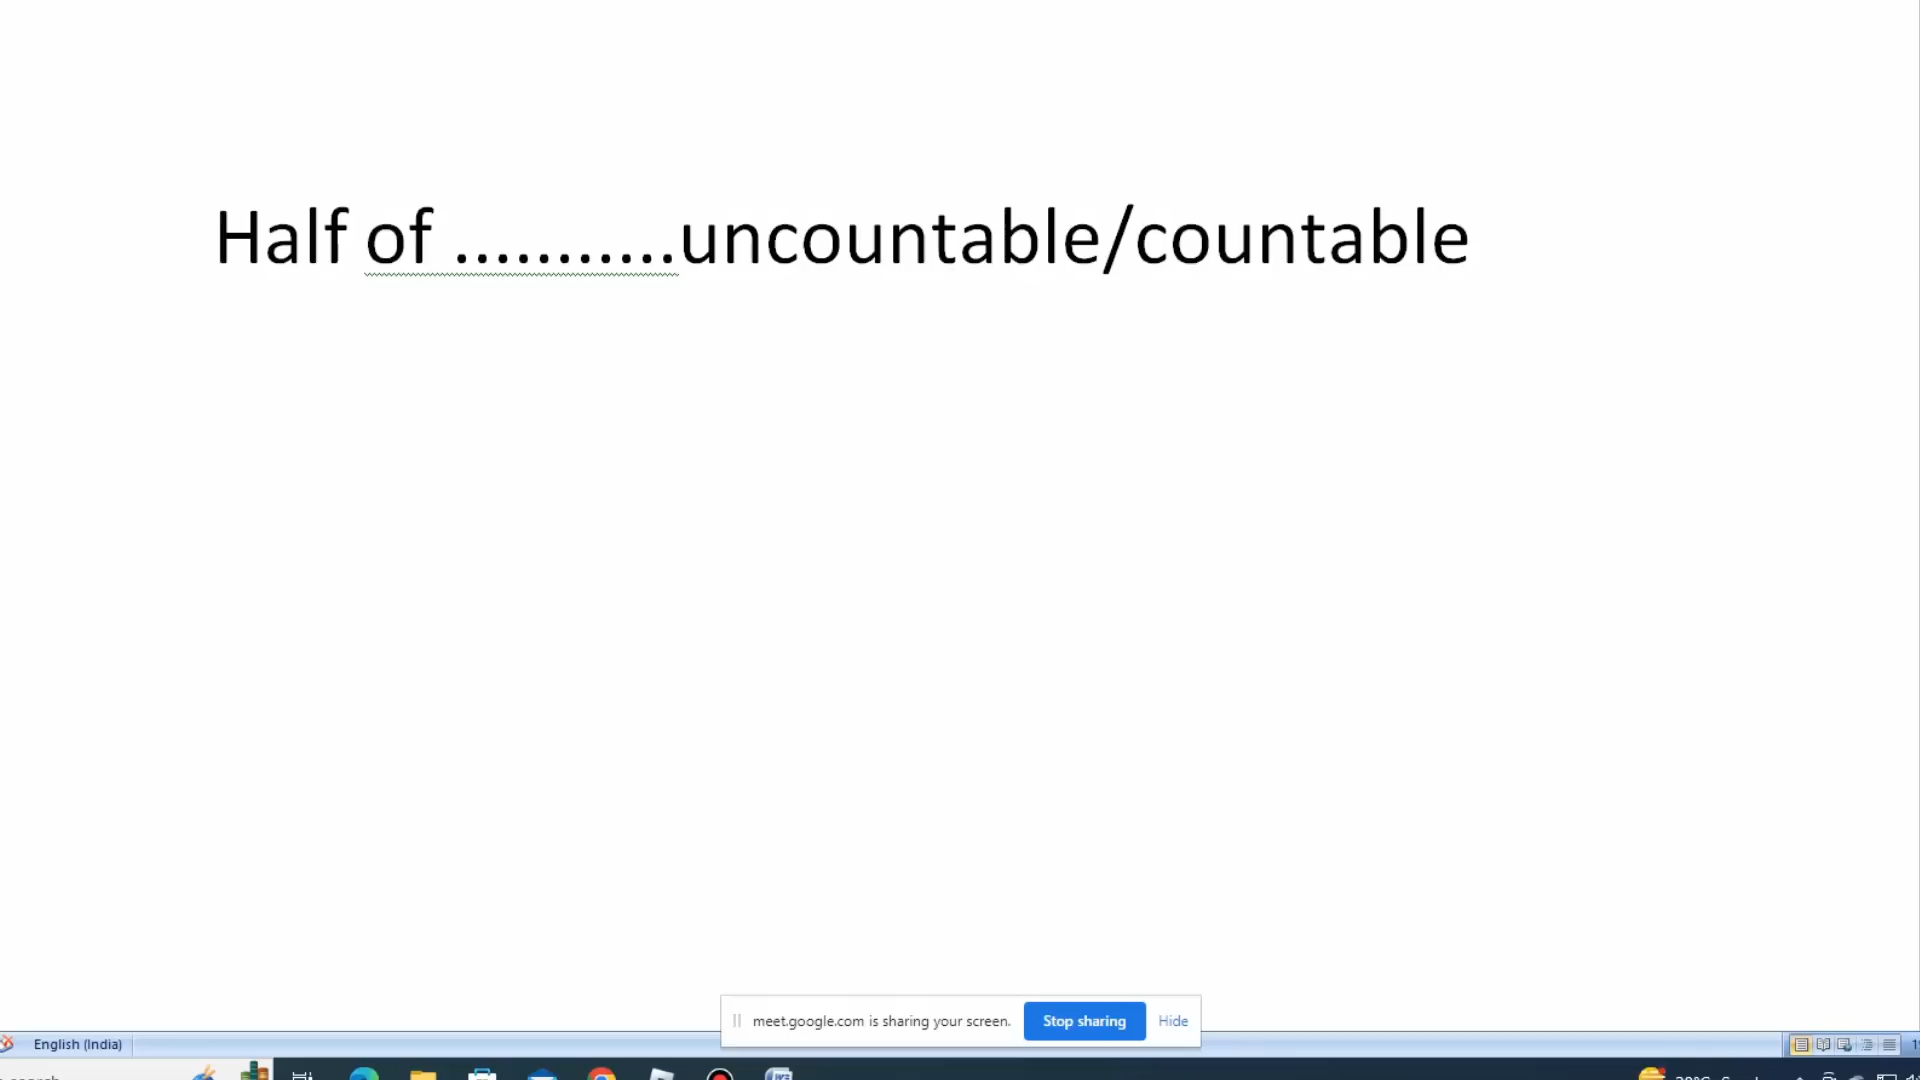 Half of ...........uncountable/countable
meet.google.com is sharing your screen. Stop sharing Hide
English (India)